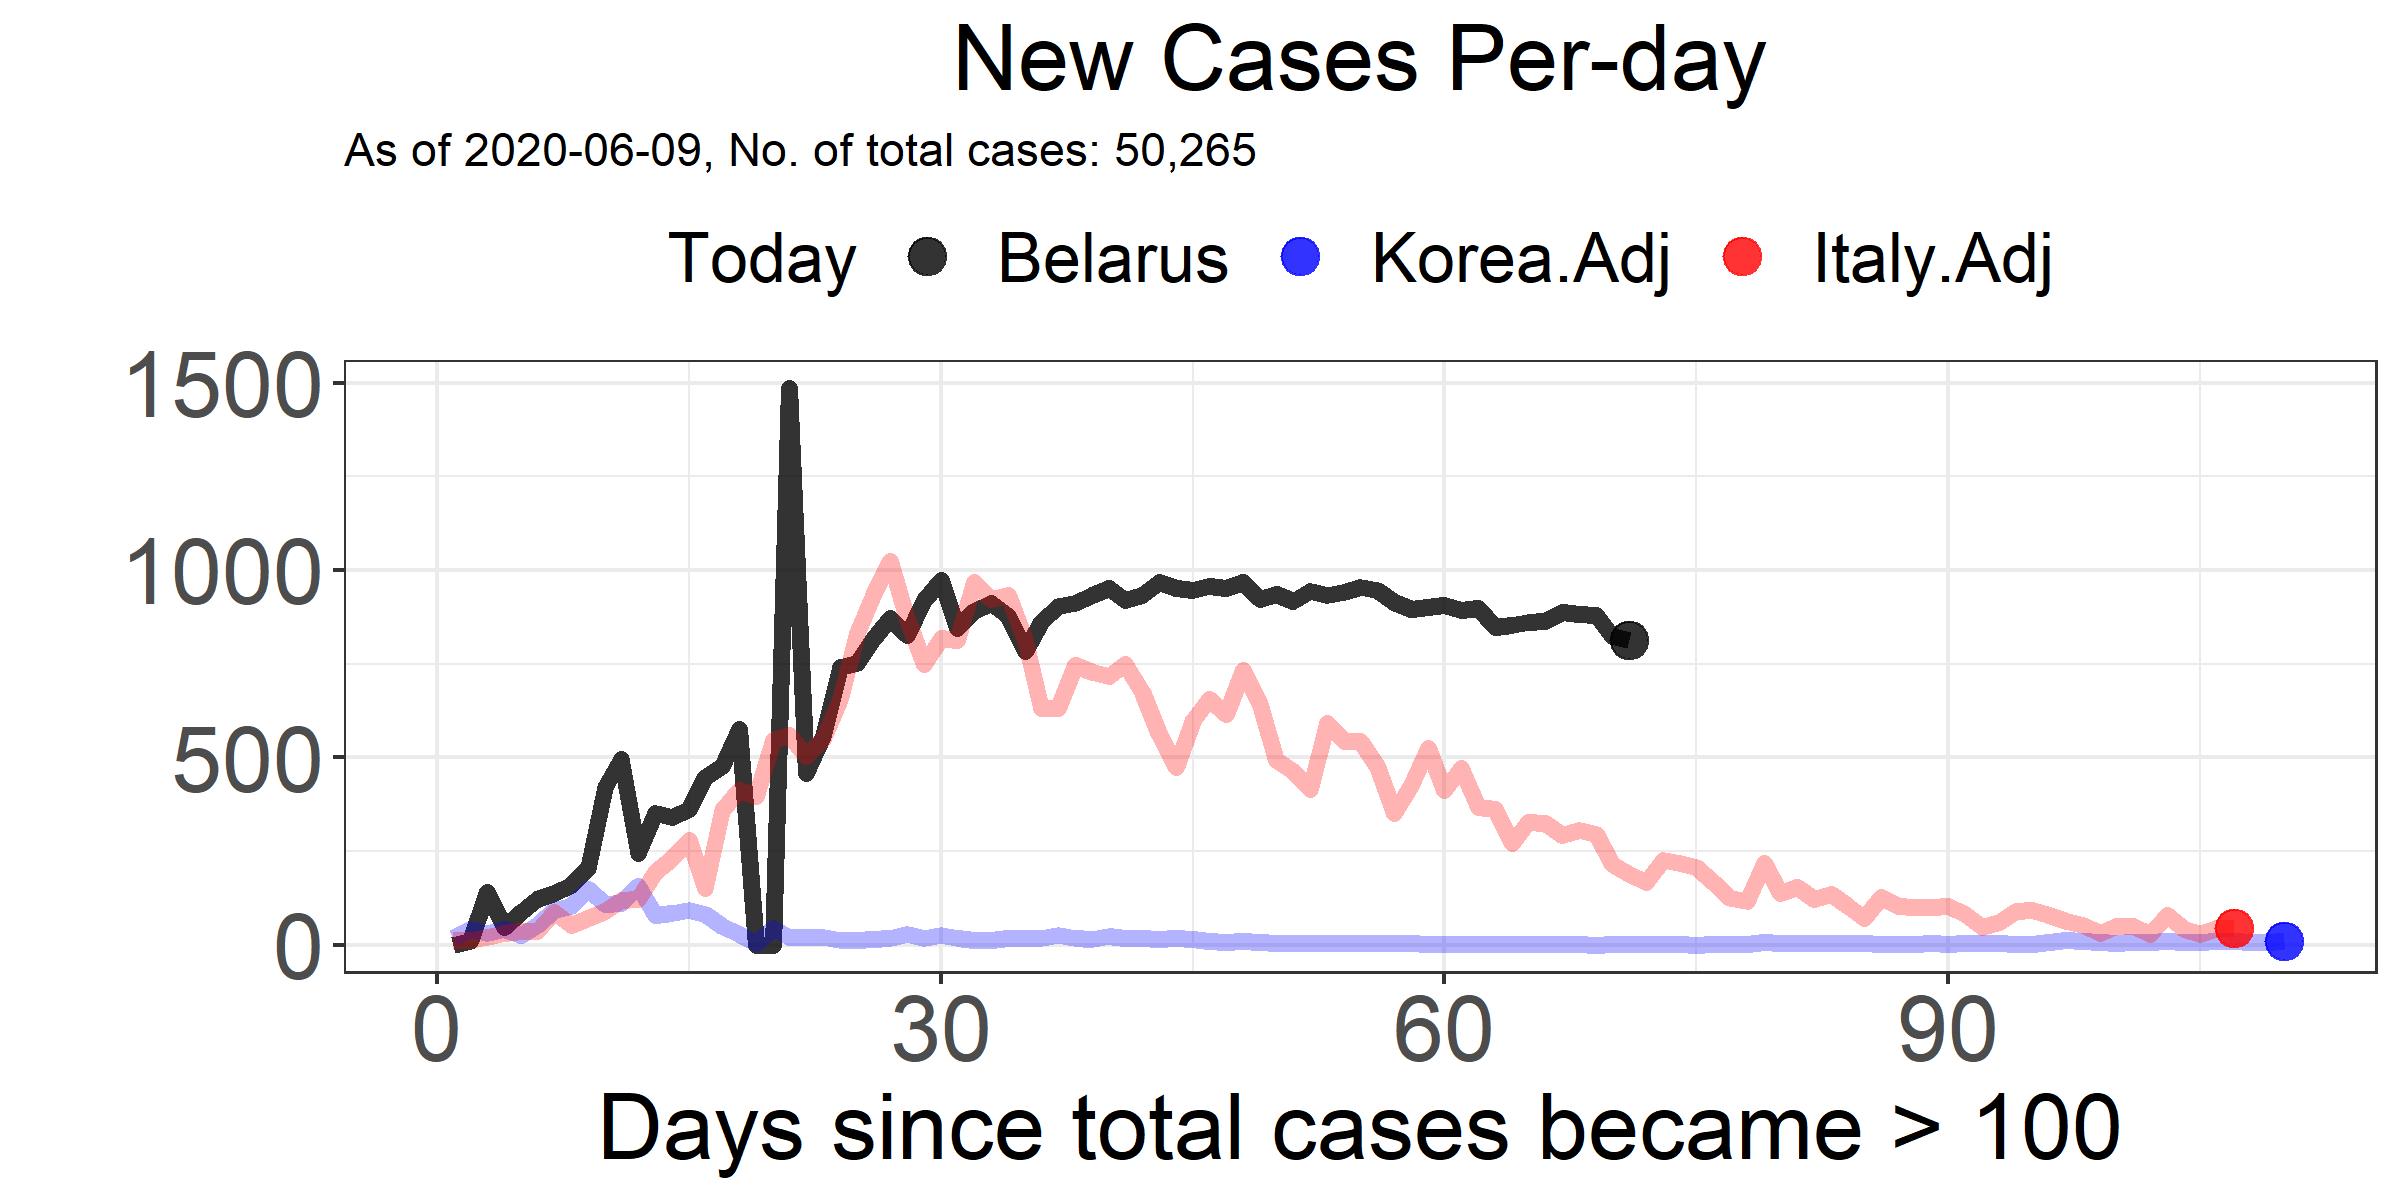 New Cases Per-day
As of 2020-06-09, No. of total cases: 50,265
Today Belarus Korea.Adj Italy.Adj
1500
1000
500
0
0 30 60 90
Days since total cases became > 100